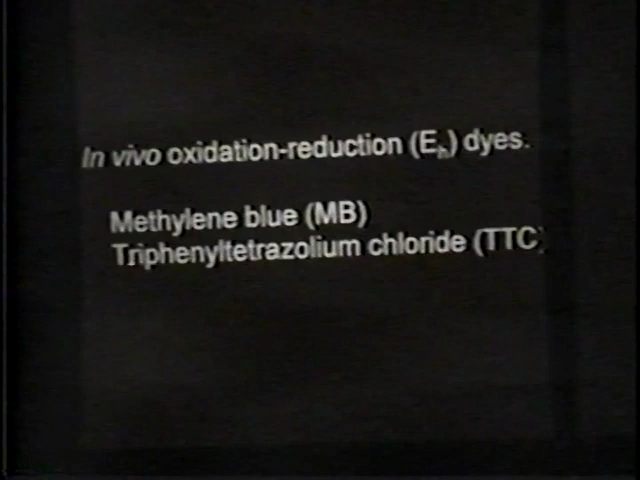 In vivo oxidation-reduction (Eh) dyes.
Methylene blue (MB)
Triphenyltetrazolium chloride (TTC)